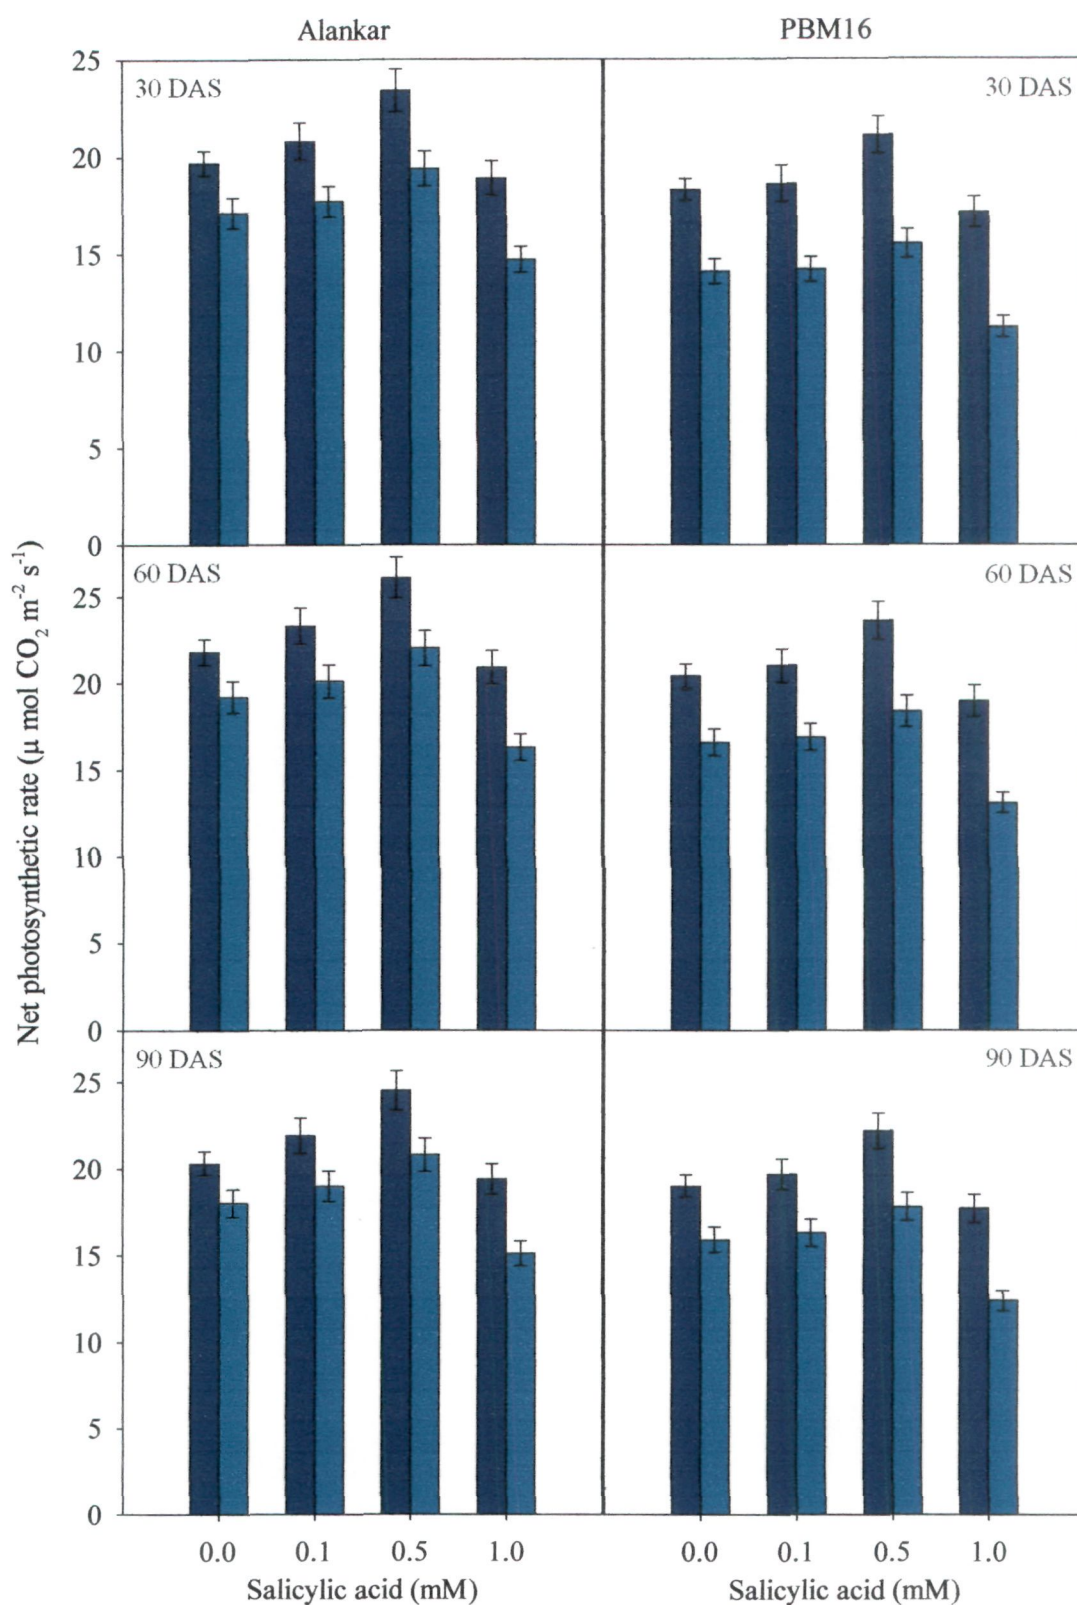 Alankar
PBM16
30 DAS
30 DAS
25
20
15
10
5
0
60 DAS
60 DAS
25
20
15
10
5
0
90 DAS
90 DAS
25
20
15
10
5
0
Net photosynthetic rate (μ mol CO₂ m⁻² s⁻¹)
0.0 0.1 0.5 1.0
0.0 0.1 0.5 1.0
Salicylic acid (mM)
Salicylic acid (mM)